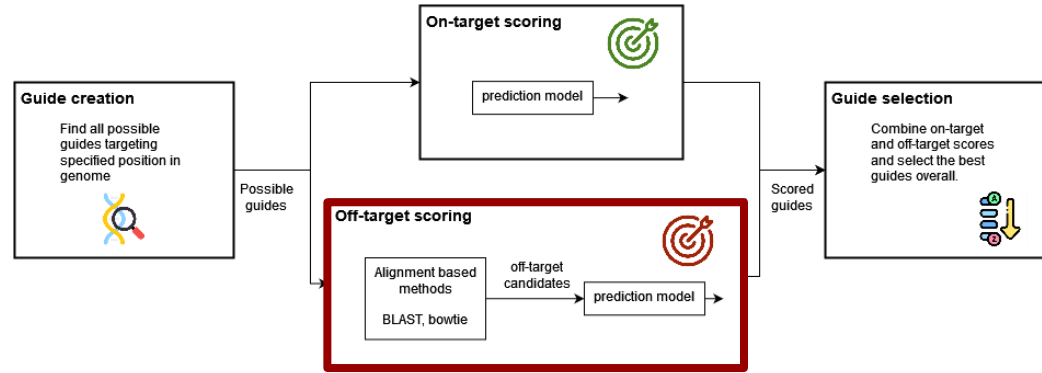 Guide creation
Find all possible
guides targeting
specified position in
genome
Possible
guides
On-target scoring
prediction model
Off-target scoring
Alignment based
methods
BLAST, bowtie
off-target
candidates
prediction model
Scored
guides
Guide selection
Combine on-target
and off-target scores
and select the best
guides overall.
A
Z